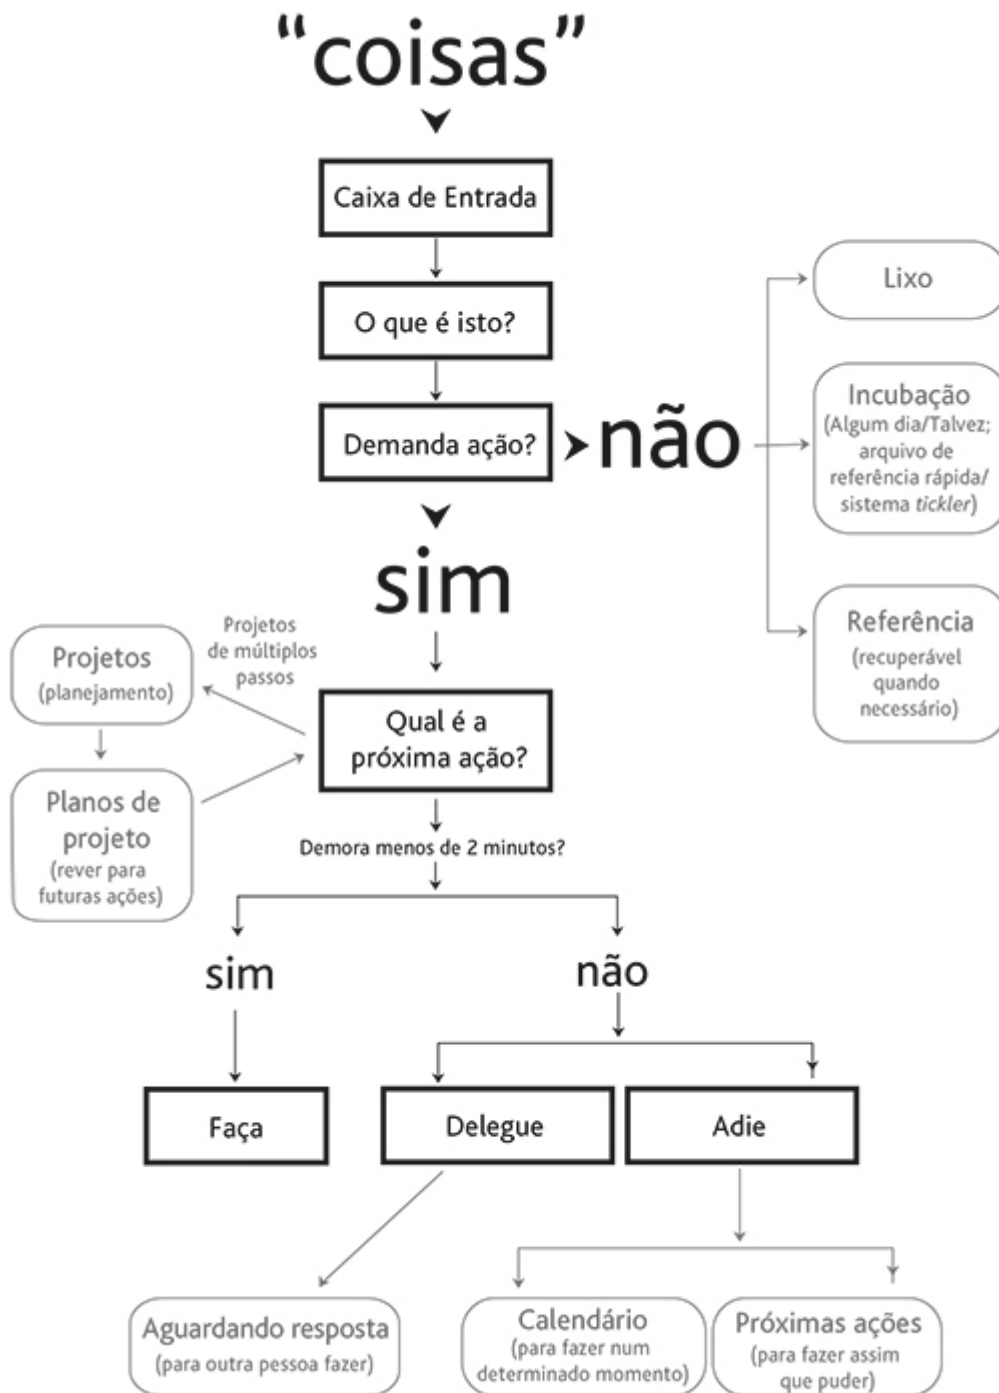 “coisas”
Caixa de Entrada
O que é isto?
Demanda ação?
não
Lixo
Incubação
(Algum dia/Talvez;
arquivo de
referência rápida/
sistema tickler)
Referência
(recuperável
quando
necessário)
sim
Projetos
de múltiplos
passos
Projetos
(planejamento)
Planos de
projeto
(rever para
futuras ações)
Qual é a
próxima ação?
Demora menos de 2 minutos?
sim
não
Faça
Delegue
Adie
Aguardando resposta
(para outra pessoa fazer)
Calendário
(para fazer num
determinado momento)
Próximas ações
(para fazer assim
que puder)